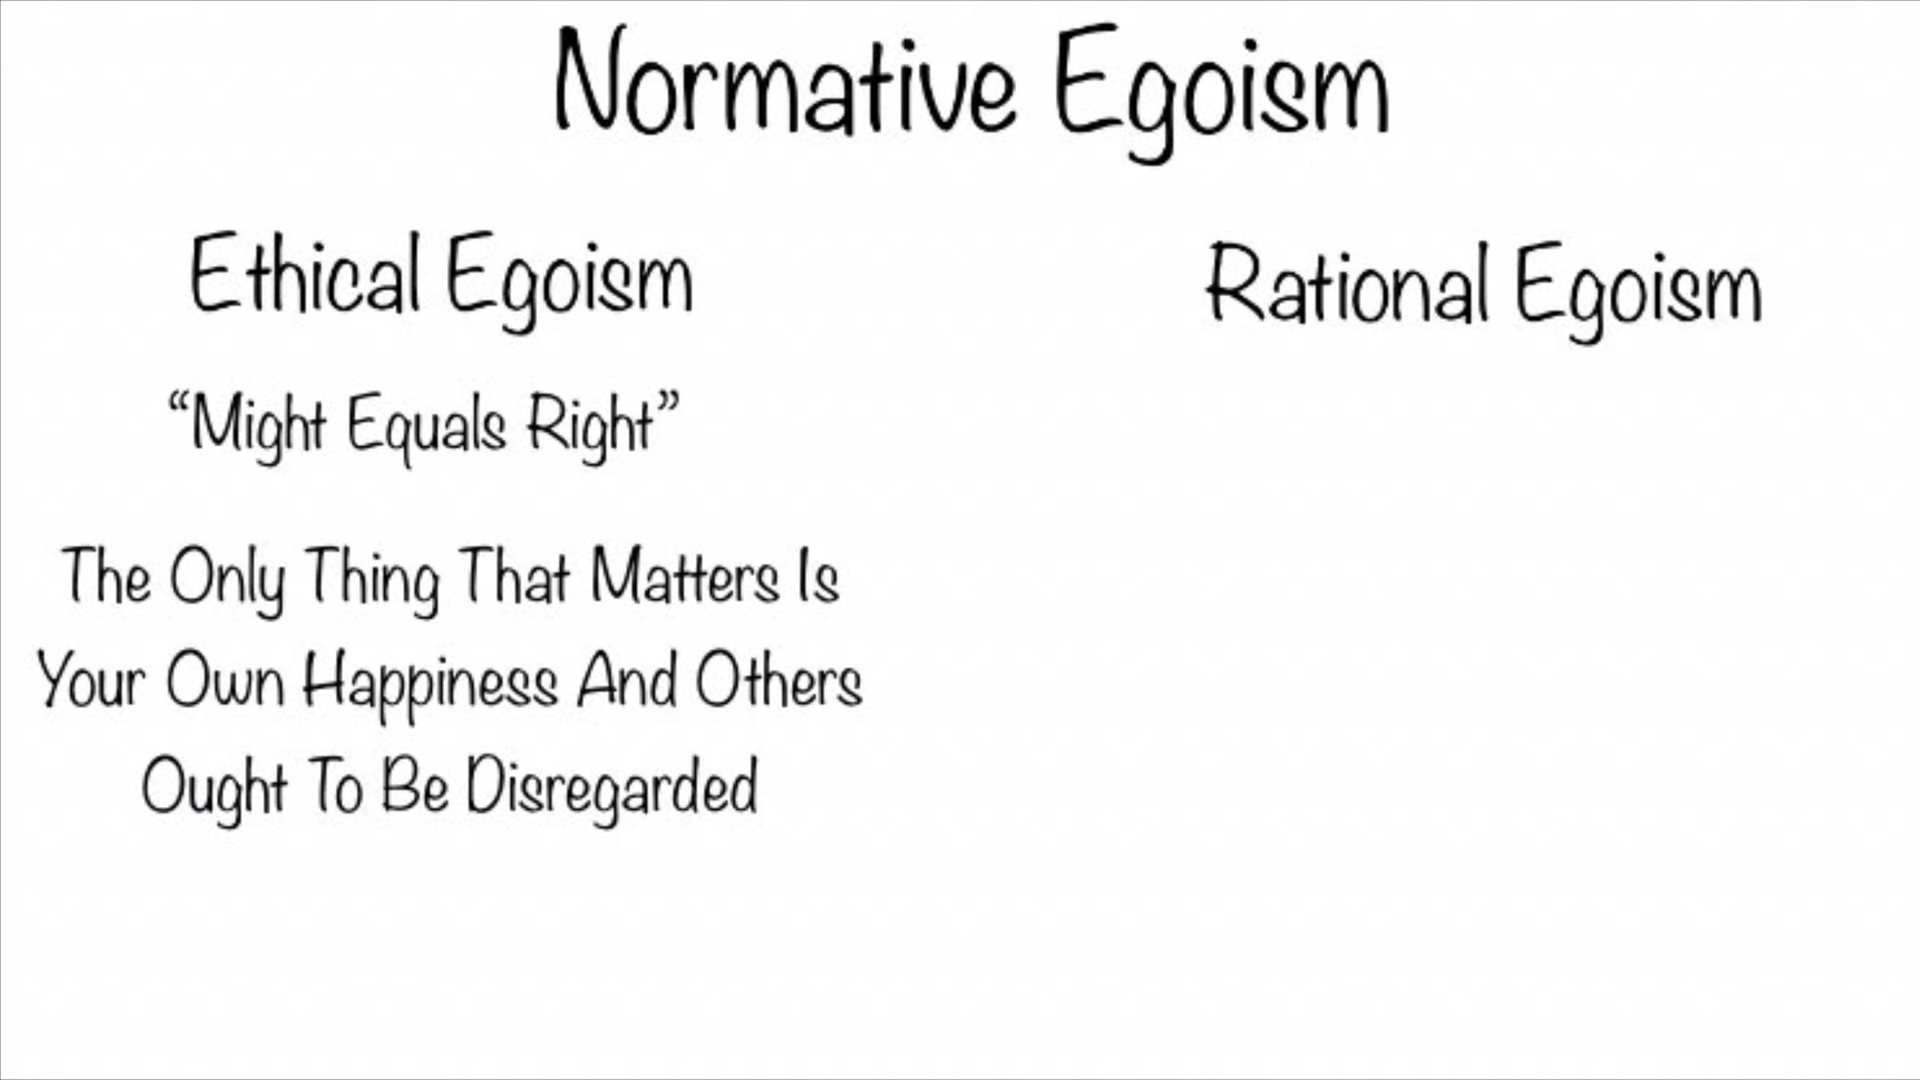 Normative Egoism
Ethical Egoism
Rational Egoism
“Might Equals Right”
The Only Thing That Matters Is
Your Own Happiness And Others
Ought To Be Disregarded